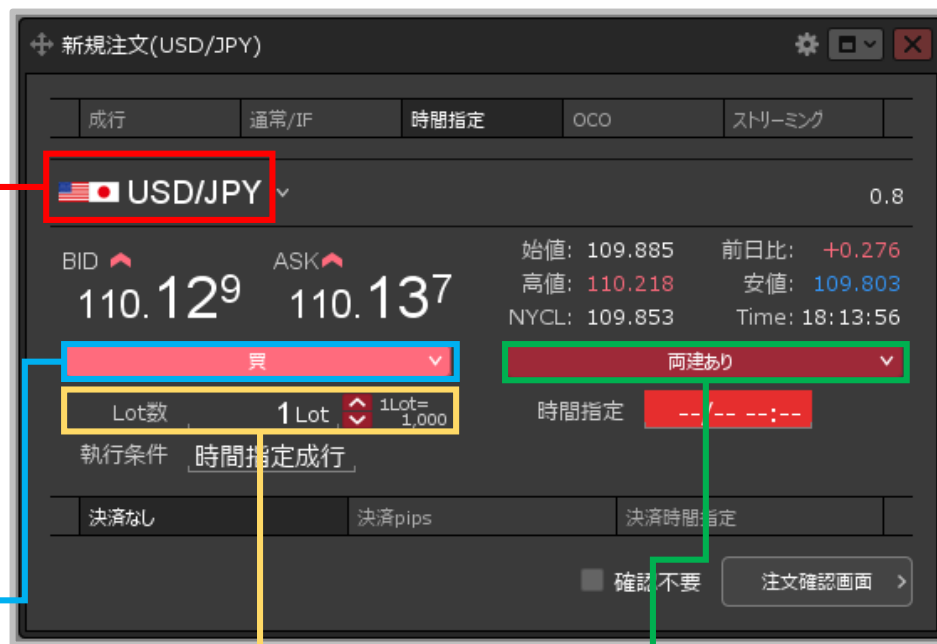 新規注文(USD/JPY)
成行 通常/IF 時間指定 OCO ストリーミング
USD/JPY 0.8
BID ASK 始値: 109.885 前日比: +0.276
110.129 110.137 高値: 110.218 安値: 109.803
NYCL: 109.853 Time: 18:13:56
買 両建あり
Lot数 1 Lot 1Lot= 1,000 時間指定 --/-- --:--
執行条件 時間指定成行
決済なし 決済pips 決済時間指定
確認不要 注文確認画面